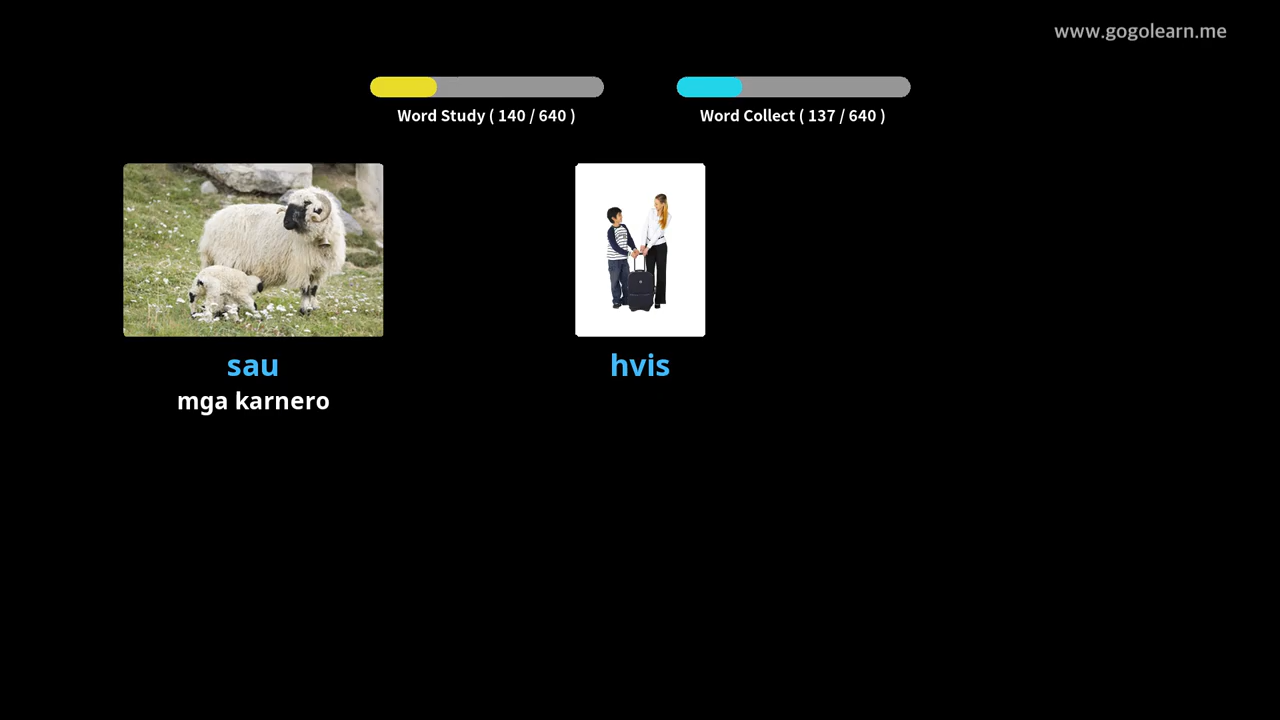 www.gogolearn.me
Word Study ( 140 / 640 )
Word Collect ( 137 / 640 )
sau
mga karnero
hvis